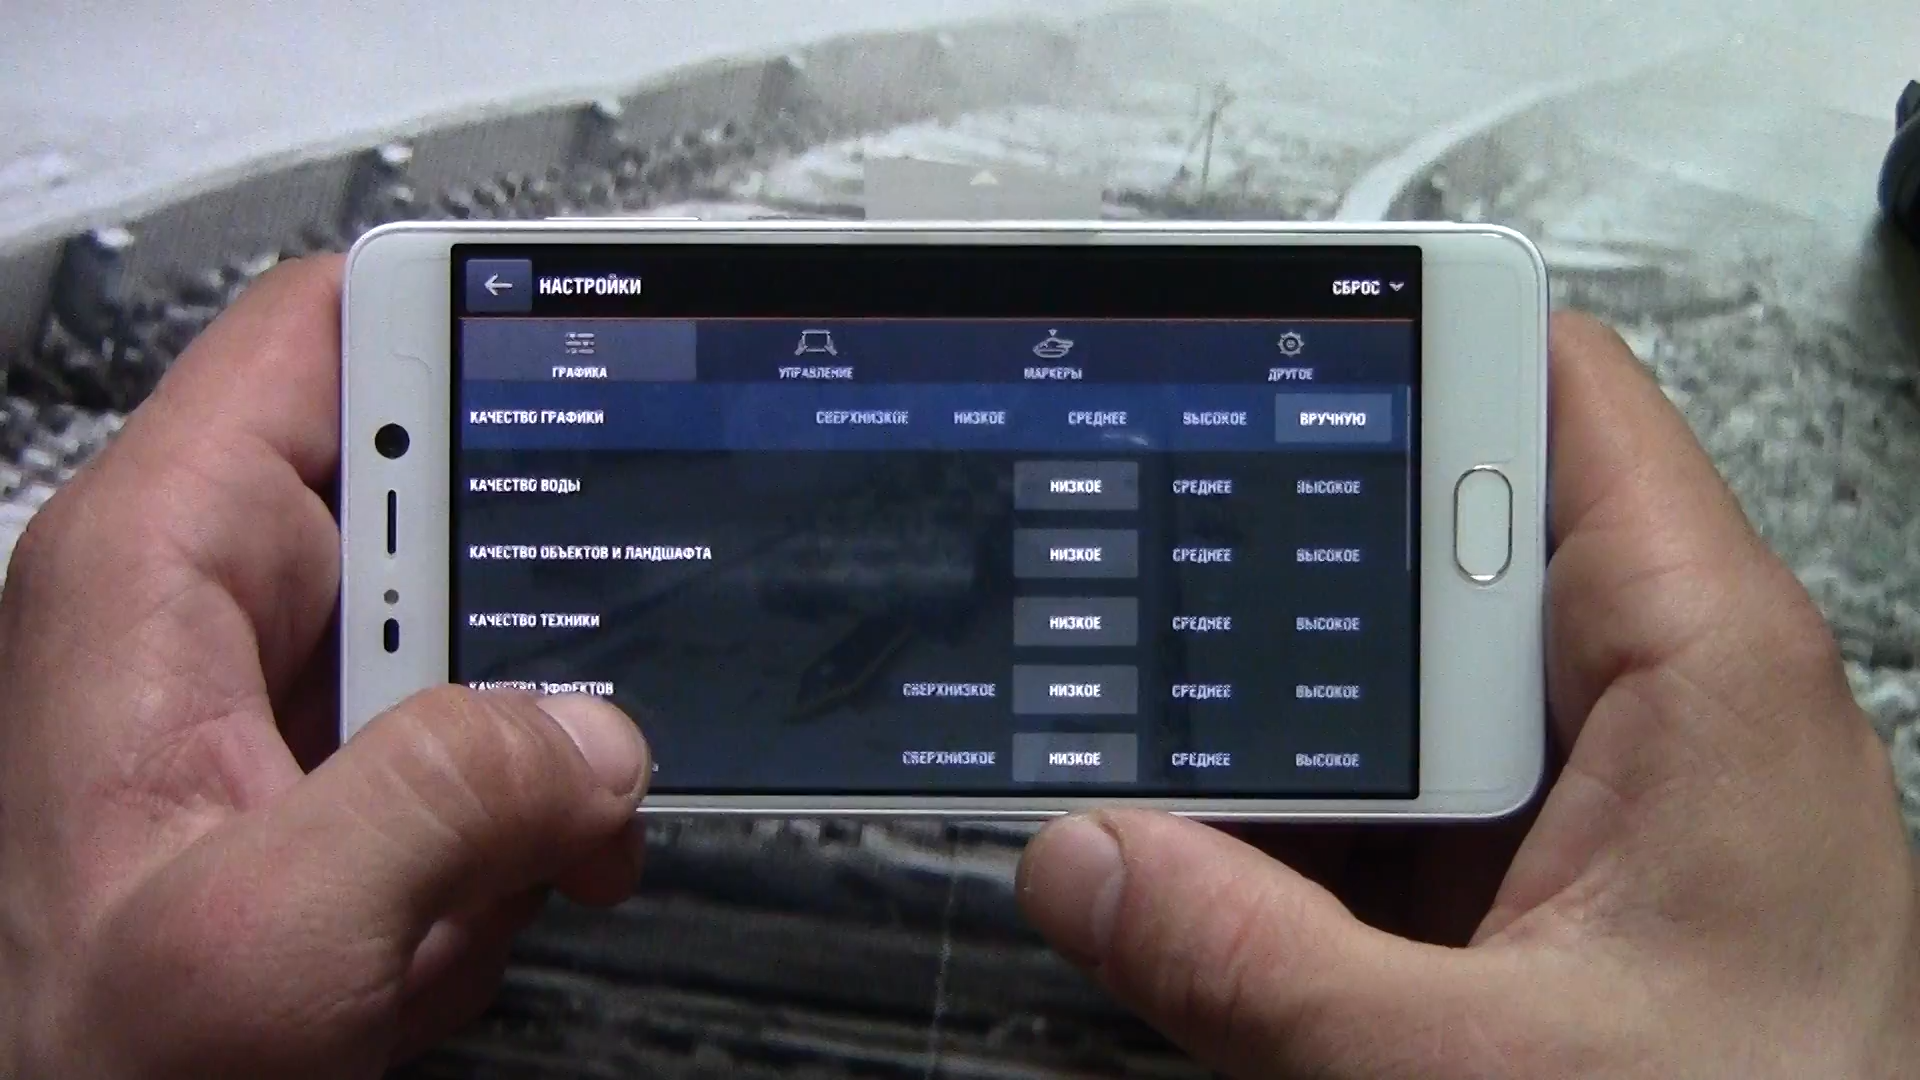 НАСТРОЙКИ СБРОС
ГРАФИКА УПРАВЛЕНИЕ МАРКЕРЫ ДРУГОЕ
КАЧЕСТВО ГРАФИКИ СВЕРХНИЗКОЕ НИЗКОЕ СРЕДНЕЕ ВЫСОКОЕ ВРУЧНУЮ
КАЧЕСТВО ВОДЫ НИЗКОЕ СРЕДНЕЕ ВЫСОКОЕ
КАЧЕСТВО ОБЪЕКТОВ И ЛАНДШАФТА НИЗКОЕ СРЕДНЕЕ ВЫСОКОЕ
КАЧЕСТВО ТЕХНИКИ НИЗКОЕ СРЕДНЕЕ ВЫСОКОЕ
КАЧЕСТВО ЭФФЕКТОВ СВЕРХНИЗКОЕ НИЗКОЕ СРЕДНЕЕ ВЫСОКОЕ
СВЕРХНИЗКОЕ НИЗКОЕ СРЕДНЕЕ ВЫСОКОЕ